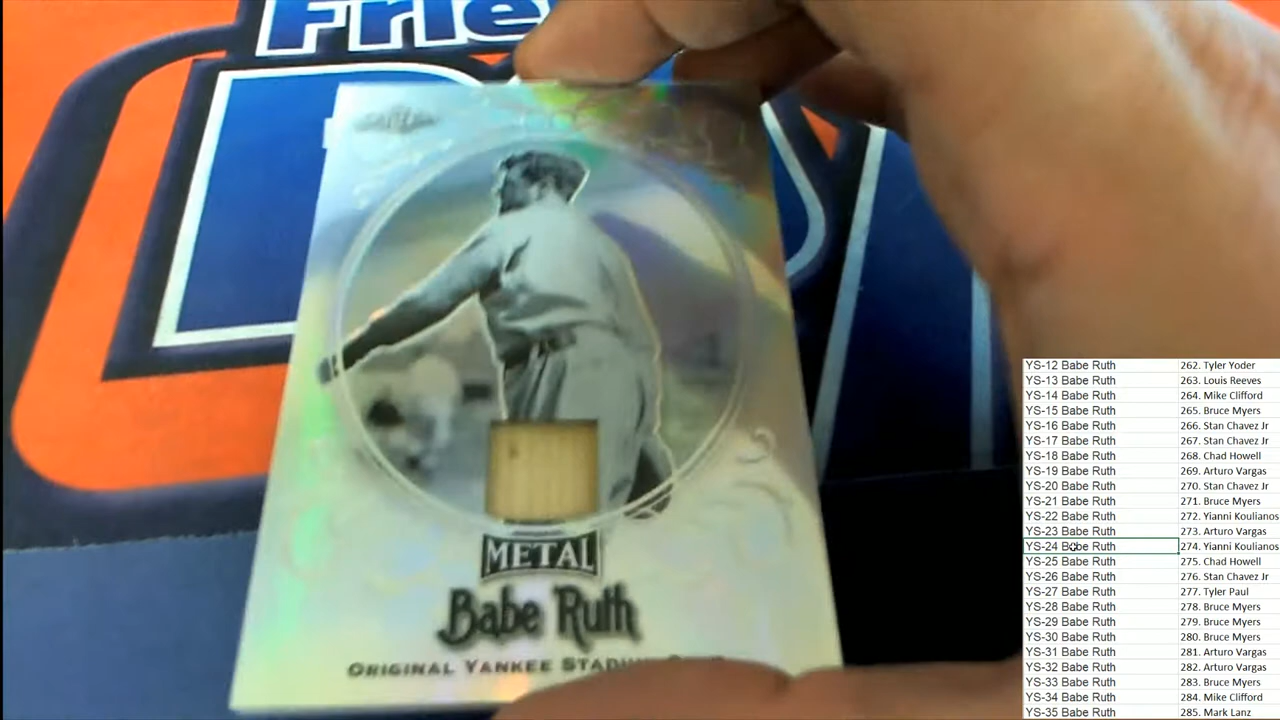 Frie
METAL
Babe Ruth
ORIGINAL YANKEE STADIUM
YS-12 Babe Ruth 262. Tyler Yoder
YS-13 Babe Ruth 263. Louis Reeves
YS-14 Babe Ruth 264. Mike Clifford
YS-15 Babe Ruth 265. Bruce Myers
YS-16 Babe Ruth 266. Stan Chavez Jr
YS-17 Babe Ruth 267. Stan Chavez Jr
YS-18 Babe Ruth 268. Chad Howell
YS-19 Babe Ruth 269. Arturo Vargas
YS-20 Babe Ruth 270. Stan Chavez Jr
YS-21 Babe Ruth 271. Bruce Myers
YS-22 Babe Ruth 272. Yianni Koulianos
YS-23 Babe Ruth 273. Arturo Vargas
YS-24 Babe Ruth 274. Yianni Koulianos
YS-25 Babe Ruth 275. Chad Howell
YS-26 Babe Ruth 276. Stan Chavez Jr
YS-27 Babe Ruth 277. Tyler Paul
YS-28 Babe Ruth 278. Bruce Myers
YS-29 Babe Ruth 279. Bruce Myers
YS-30 Babe Ruth 280. Bruce Myers
YS-31 Babe Ruth 281. Arturo Vargas
YS-32 Babe Ruth 282. Arturo Vargas
YS-33 Babe Ruth 283. Bruce Myers
YS-34 Babe Ruth 284. Mike Clifford
YS-35 Babe Ruth 285. Mark Lanz